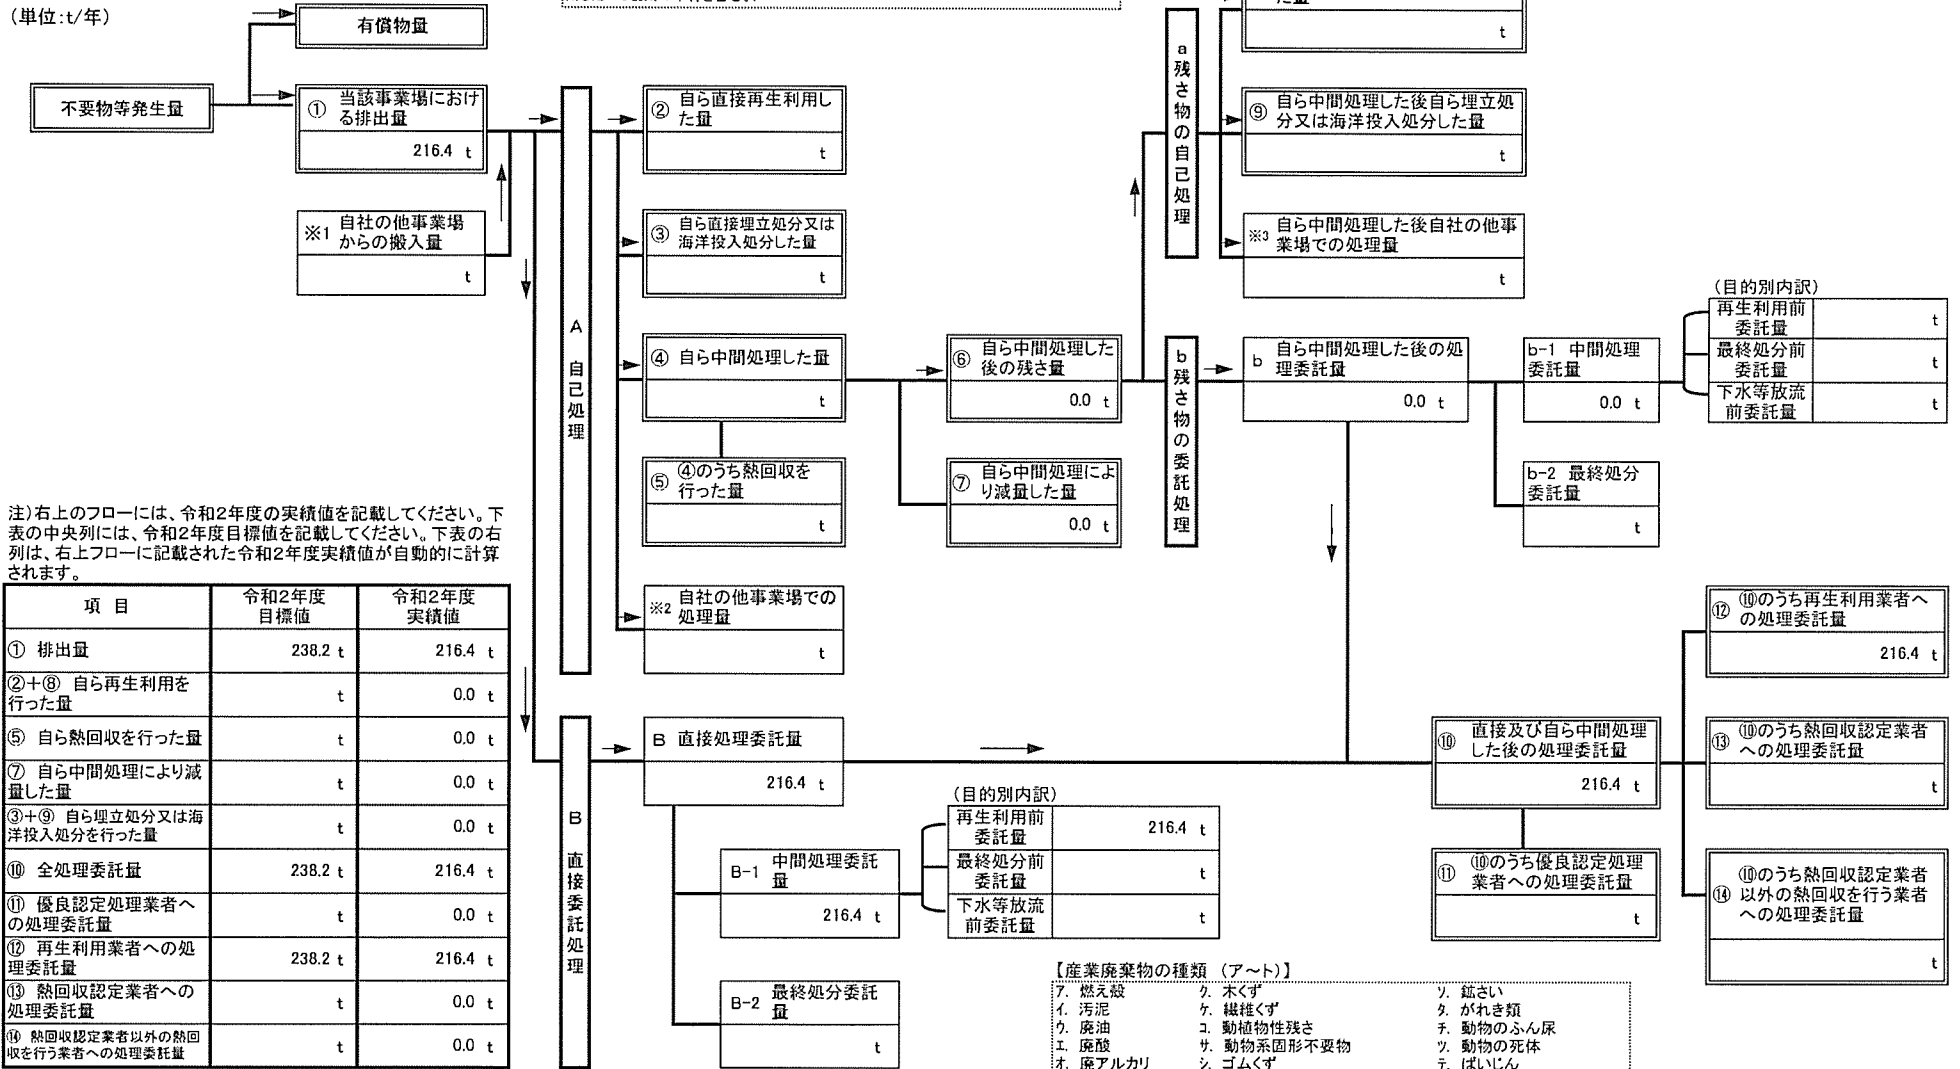 (単位:t/年)
有償物量
不要物等発生量
① 当該事業場におけ
る排出量
216.4 t
※1 自社の他事業場
からの搬入量
t
A 自己処理
② 自ら直接再生利用し
た量
t
③ 自ら直接埋立処分又は
海洋投入処分した量
t
④ 自ら中間処理した量
t
⑤ ④のうち熱回収を
行った量
t
※2 自社の他事業場での
処理量
t
⑥ 自ら中間処理した
後の残さ量
0.0 t
⑦ 自ら中間処理によ
り減量した量
0.0 t
a残さ物の自己処理
た量
t
⑨ 自ら中間処理した後自ら埋立処
分又は海洋投入処分した量
t
※3 自ら中間処理した後自社の他事
業場での処理量
t
b残さ物の委託処理
b 自ら中間処理した後の処
理委託量
0.0 t
b-1 中間処理
委託量
0.0 t
(目的別内訳)
再生利用前
委託量 t
最終処分前
委託量 t
下水等放流
前委託量 t
b-2 最終処分
委託量
t
注)右上のフローには、令和2年度の実績値を記載してください。下
表の中央列には、令和2年度目標値を記載してください。下表の右
列は、右上フローに記載された令和2年度実績値が自動的に計算
されます。
項 目 令和2年度
目標値 令和2年度
実績値
① 排出量 238.2 t 216.4 t
②+⑧ 自ら再生利用を
行った量 t 0.0 t
⑤ 自ら熱回収を行った量 t 0.0 t
⑦ 自ら中間処理により減
量した量 t 0.0 t
③+⑨ 自ら埋立処分又は海
洋投入処分を行った量 t 0.0 t
⑩ 全処理委託量 238.2 t 216.4 t
⑪ 優良認定処理業者へ
の処理委託量 t 0.0 t
⑫ 再生利用業者への処
理委託量 238.2 t 216.4 t
⑬ 熱回収認定業者への
処理委託量 t 0.0 t
⑭ 熱回収認定業者以外の熱回
収を行う業者への処理委託量 t 0.0 t
B 直接委託処理
B 直接処理委託量
216.4 t
B-1 中間処理委託
量
216.4 t
(目的別内訳)
再生利用前
委託量 216.4 t
最終処分前
委託量 t
下水等放流
前委託量 t
B-2 最終処分委託
量
t
⑩ 直接及び自ら中間処理
した後の処理委託量
216.4 t
⑪ ⑩のうち優良認定処理
業者への処理委託量
t
⑫ ⑩のうち再生利用業者へ
の処理委託量
216.4 t
⑬ ⑩のうち熱回収認定業者
への処理委託量
t
⑭ ⑩のうち熱回収認定業者
以外の熱回収を行う業者
への処理委託量
t
【産業廃棄物の種類 (ア~ト)】
ア. 燃え殻 ク. 木くず ソ. 鉱さい
イ. 汚泥 ケ. 繊維くず タ. がれき類
ウ. 廃油 コ. 動植物性残さ チ. 動物のふん尿
エ. 廃酸 サ. 動物系固形不要物 ツ. 動物の死体
オ. 廃アルカリ シ. ゴムくず テ. ばいじん